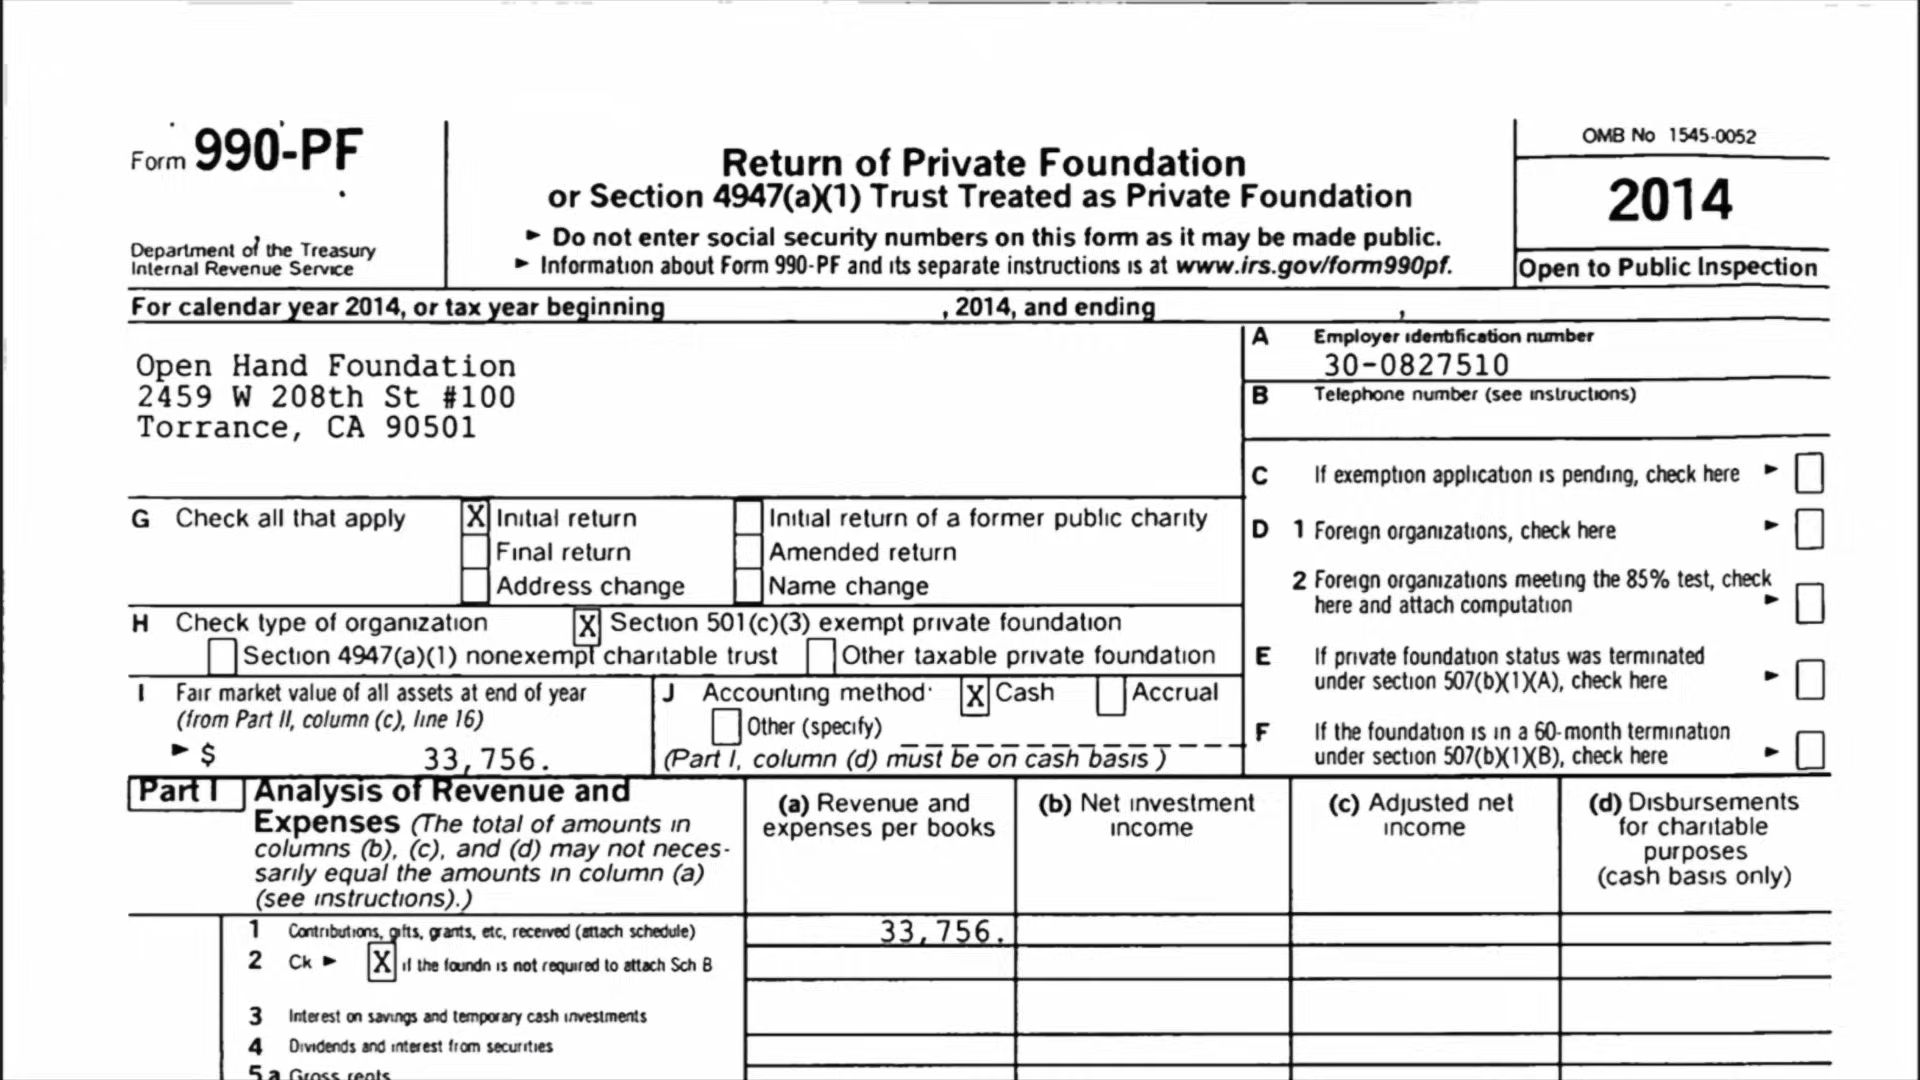 Form 990-PF
Department of the Treasury
Internal Revenue Service
Return of Private Foundation
or Section 4947(a)(1) Trust Treated as Private Foundation
► Do not enter social security numbers on this form as it may be made public.
► Information about Form 990-PF and its separate instructions is at www.irs.gov/form990pf.
OMB No 1545-0052
2014
Open to Public Inspection
For calendar year 2014, or tax year beginning , 2014, and ending ,
Open Hand Foundation
2459 W 208th St #100
Torrance, CA 90501
A Employer identification number
30-0827510
B Telephone number (see instructions)
C If exemption application is pending, check here ►
D 1 Foreign organizations, check here ►
2 Foreign organizations meeting the 85% test, check
here and attach computation ►
E If private foundation status was terminated
under section 507(b)(1)(A), check here ►
F If the foundation is in a 60-month termination
under section 507(b)(1)(B), check here ►
G Check all that apply X Initial return Initial return of a former public charity
Final return Amended return
Address change Name change
H Check type of organization X Section 501(c)(3) exempt private foundation
Section 4947(a)(1) nonexempt charitable trust Other taxable private foundation
I Fair market value of all assets at end of year
(from Part II, column (c), line 16)
► $ 33,756.
J Accounting method X Cash Accrual
Other (specify)
(Part I, column (d) must be on cash basis )
Part I Analysis of Revenue and
Expenses (The total of amounts in
columns (b), (c), and (d) may not neces-
sarily equal the amounts in column (a)
(see instructions).)
(a) Revenue and
expenses per books
(b) Net investment
income
(c) Adjusted net
income
(d) Disbursements
for charitable
purposes
(cash basis only)
1 Contributions, gifts, grants, etc, received (attach schedule) 33,756.
2 Ck ► X if the foundn is not required to attach Sch B
3 Interest on savings and temporary cash investments
4 Dividends and interest from securities
5a Gross rents